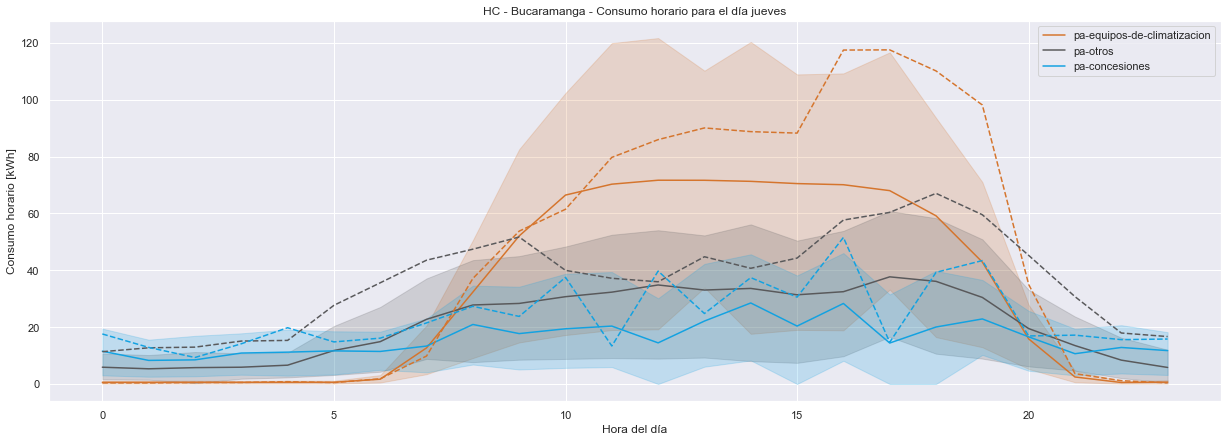 HC - Bucaramanga - Consumo horario para el día jueves
pa-equipos-de-climatizacion
pa-otros
pa-concesiones
Consumo horario [kWh]
120
100
80
60
40
20
0
0 5 10 15 20
Hora del día